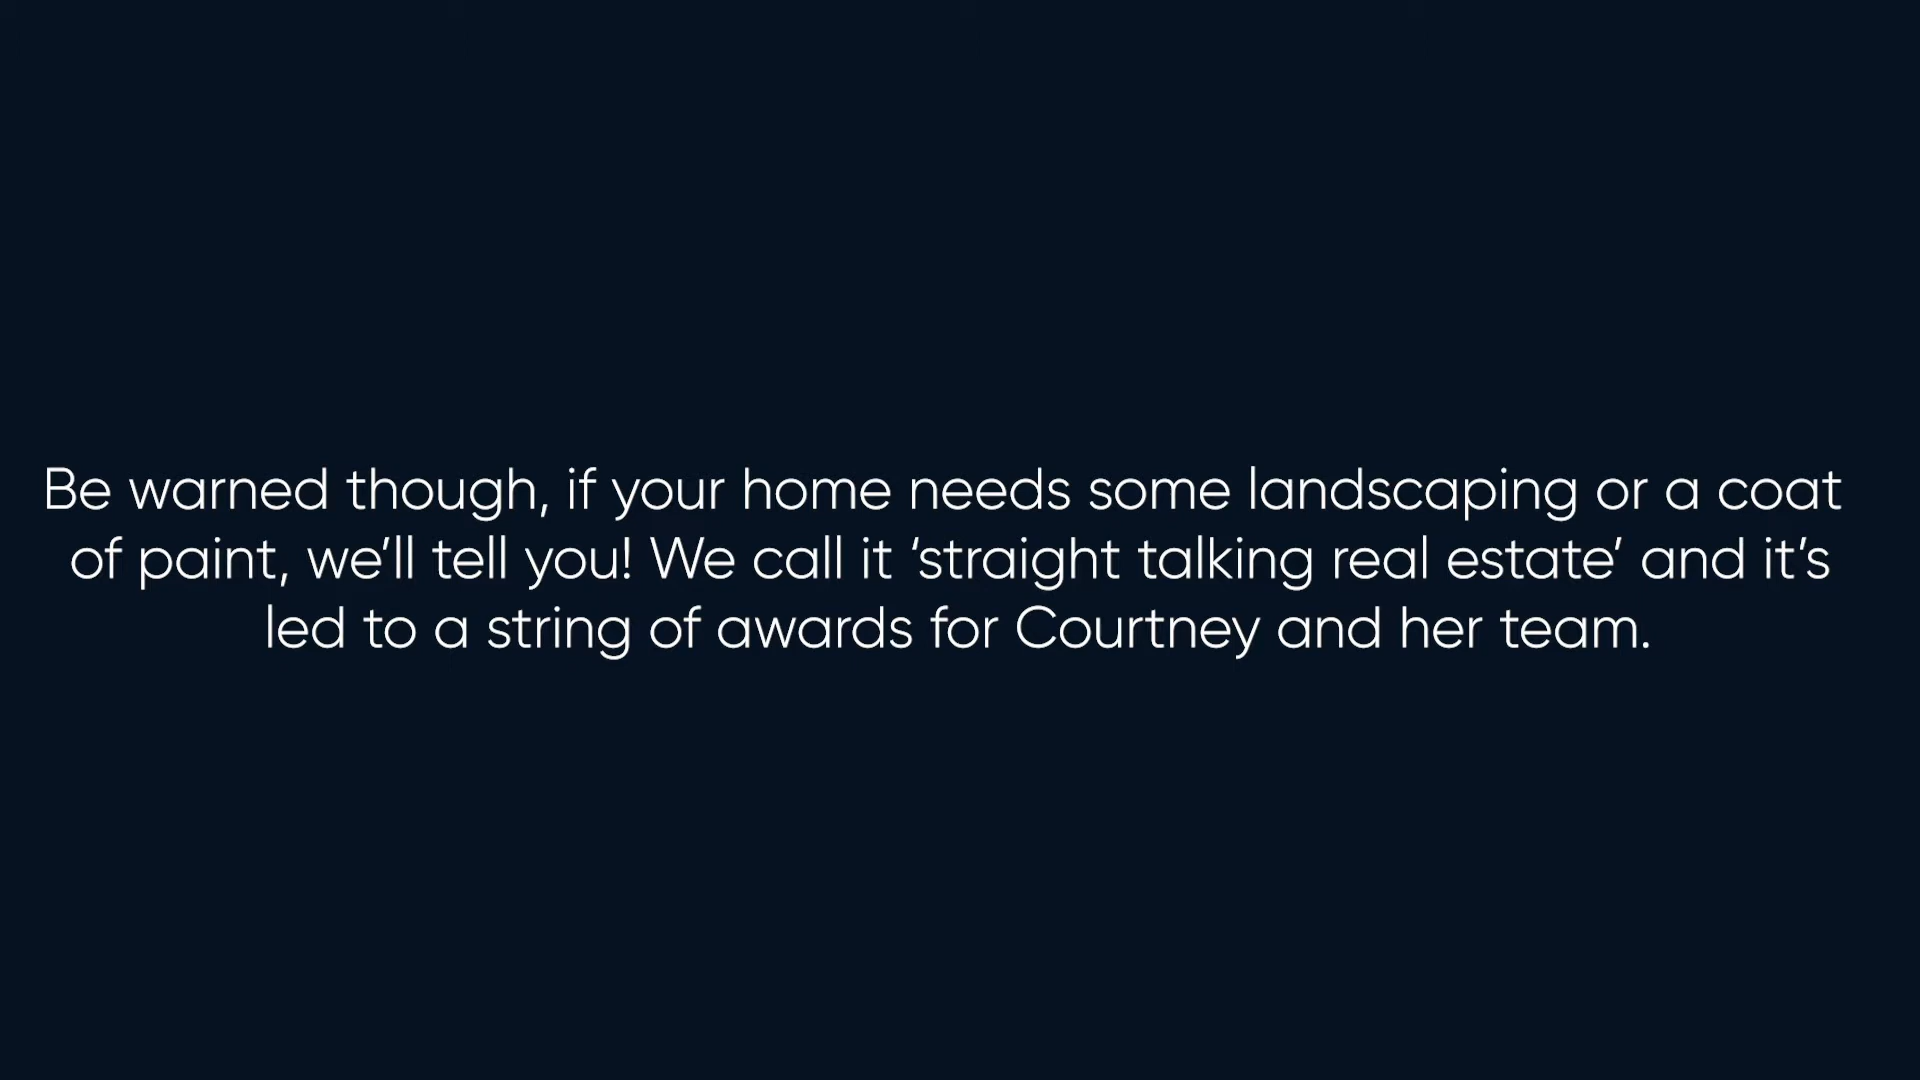 Be warned though, if your home needs some landscaping or a coat
of paint, we’ll tell you! We call it ‘straight talking real estate’ and it’s
led to a string of awards for Courtney and her team.